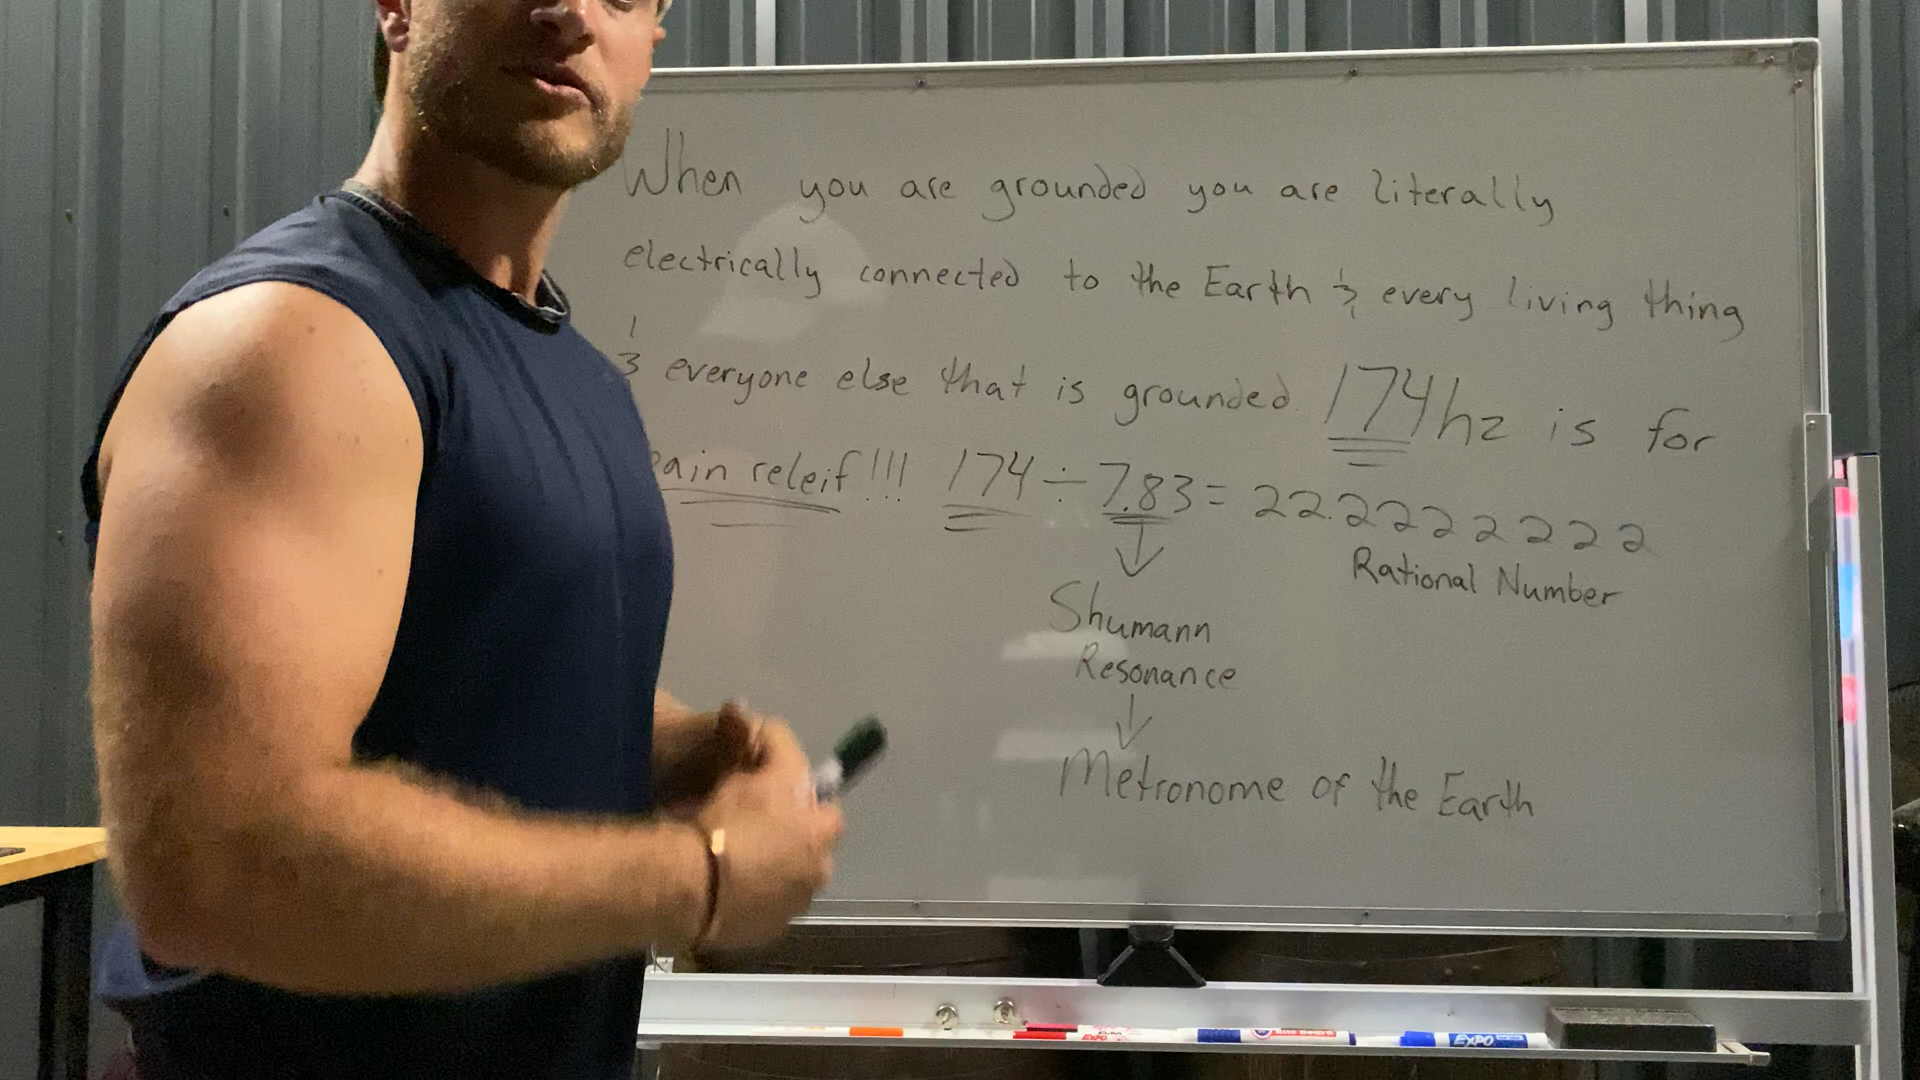 When you are grounded you are literally
electrically connected to the Earth & every living thing
& everyone else that is grounded. 174hz is for
pain releif!!! 174 ÷ 7.83 = 22.2222222
Rational Number
Shumann
Resonance
Metronome of the Earth
EXPO
EXPO